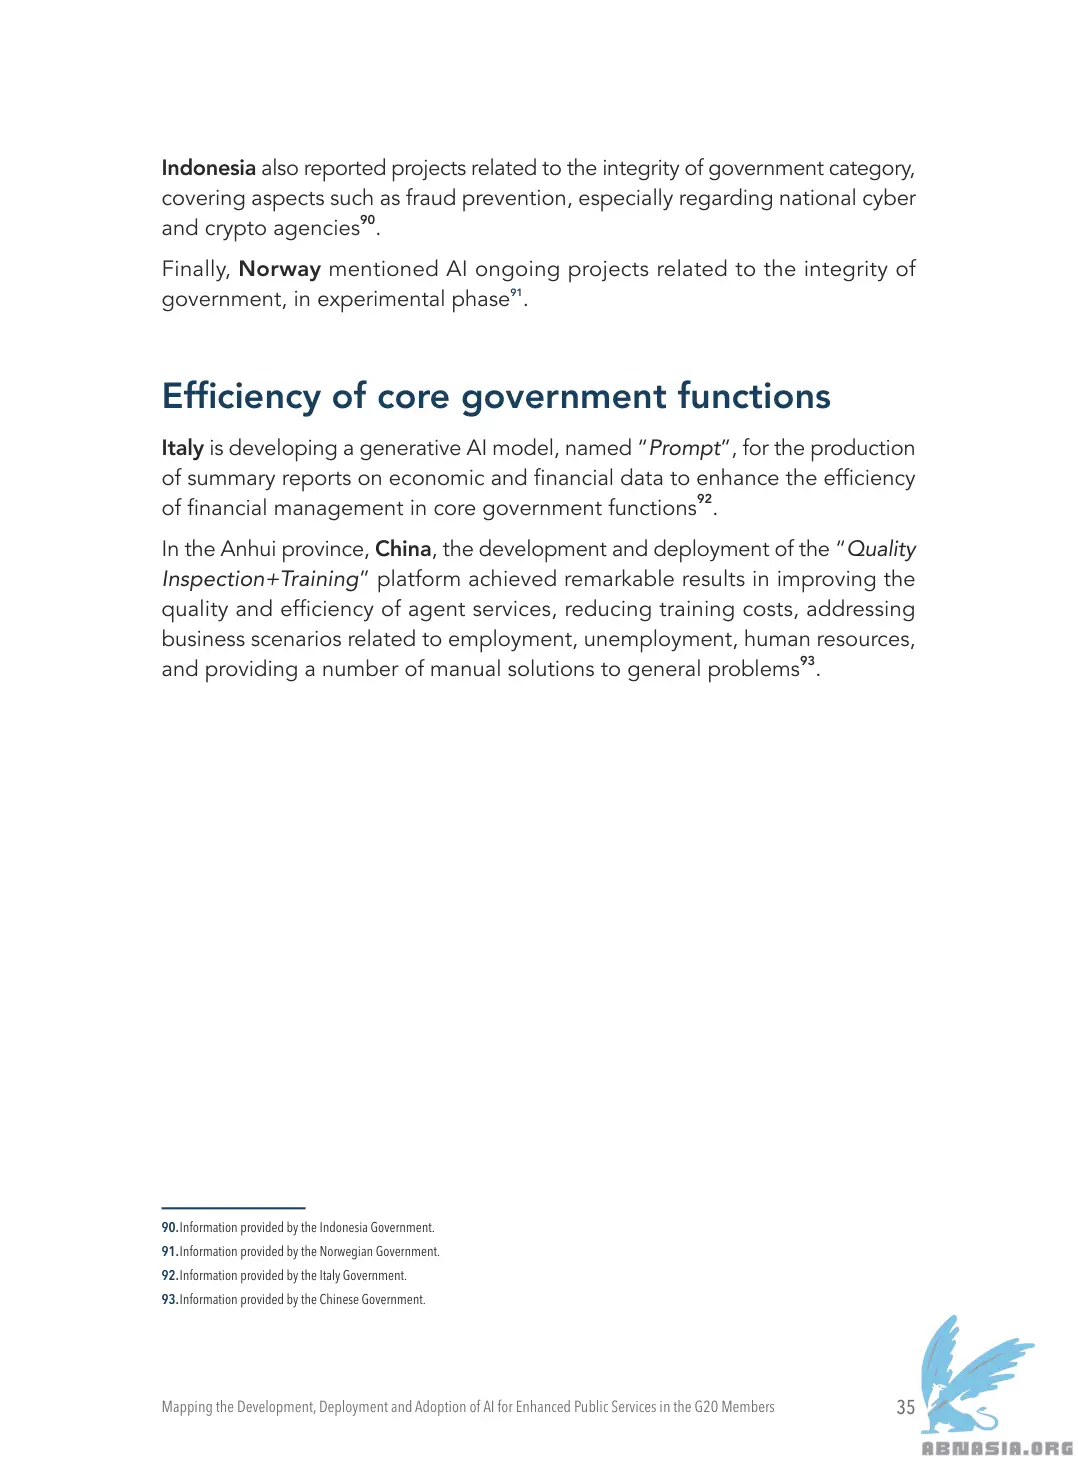 Indonesia also reported projects related to the integrity of government category,
covering aspects such as fraud prevention, especially regarding national cyber
and crypto agencies90.
Finally, Norway mentioned AI ongoing projects related to the integrity of
government, in experimental phase91.
Efficiency of core government functions
Italy is developing a generative AI model, named “Prompt”, for the production
of summary reports on economic and financial data to enhance the efficiency
of financial management in core government functions92.
In the Anhui province, China, the development and deployment of the “Quality
Inspection+Training” platform achieved remarkable results in improving the
quality and efficiency of agent services, reducing training costs, addressing
business scenarios related to employment, unemployment, human resources,
and providing a number of manual solutions to general problems93.
90.Information provided by the Indonesia Government.
91.Information provided by the Norwegian Government.
92.Information provided by the Italy Government.
93.Information provided by the Chinese Government.
Mapping the Development, Deployment and Adoption of AI for Enhanced Public Services in the G20 Members 35
ABNASIA.ORG